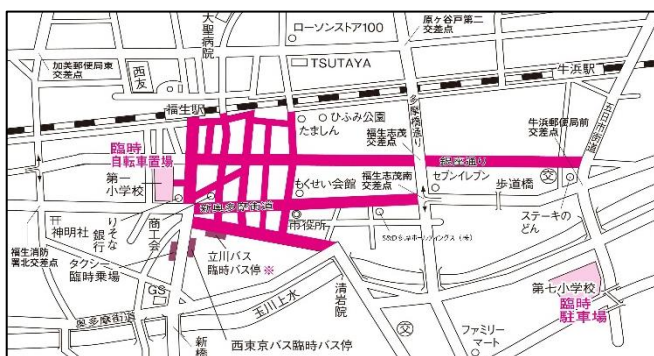 大聖病院
ローソンストア100
原ヶ谷戸第二
交差点
加美郵便局東
交差点
西友
TSUTAYA
牛浜駅
福生駅
多摩橋通り
五日市街道
ひふみ公園
たましん
福生志茂
交差点
牛浜郵便局前
交差点
臨時
自転車置場
銀座通り
第一
小学校
もくせい会館
福生志茂南
交差点
セブンイレブン
歩道橋
新奥多摩街道
市役所
ステーキの
どん
神明社
りそな
銀行
商工会
福生消防
署北交差点
タクシー
臨時乗場
立川バス
臨時バス停※
清岩院
第七小学校
臨時
駐車場
GS
玉川上水
奥多摩街道
新橋
西東京バス臨時バス停
ファミリー
マート